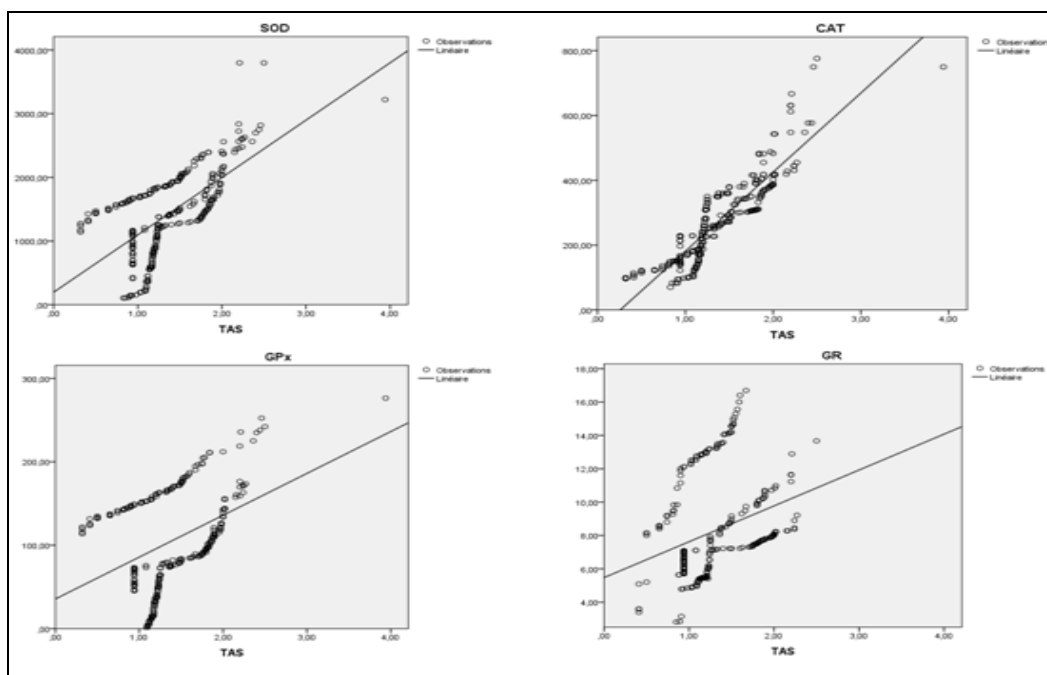 SOD
Observations
Linéaire
4000,00
3000,00
2000,00
1000,00
,00
,00
1,00
2,00
3,00
4,00
TAS
CAT
Observations
Linéaire
800,00
600,00
400,00
200,00
,00
,00
1,00
2,00
3,00
4,00
TAS
GPx
Observations
Linéaire
300,00
200,00
100,00
,00
,00
1,00
2,00
3,00
4,00
TAS
GR
Observations
Linéaire
18,00
16,00
14,00
12,00
10,00
8,00
6,00
4,00
,00
1,00
2,00
3,00
4,00
TAS